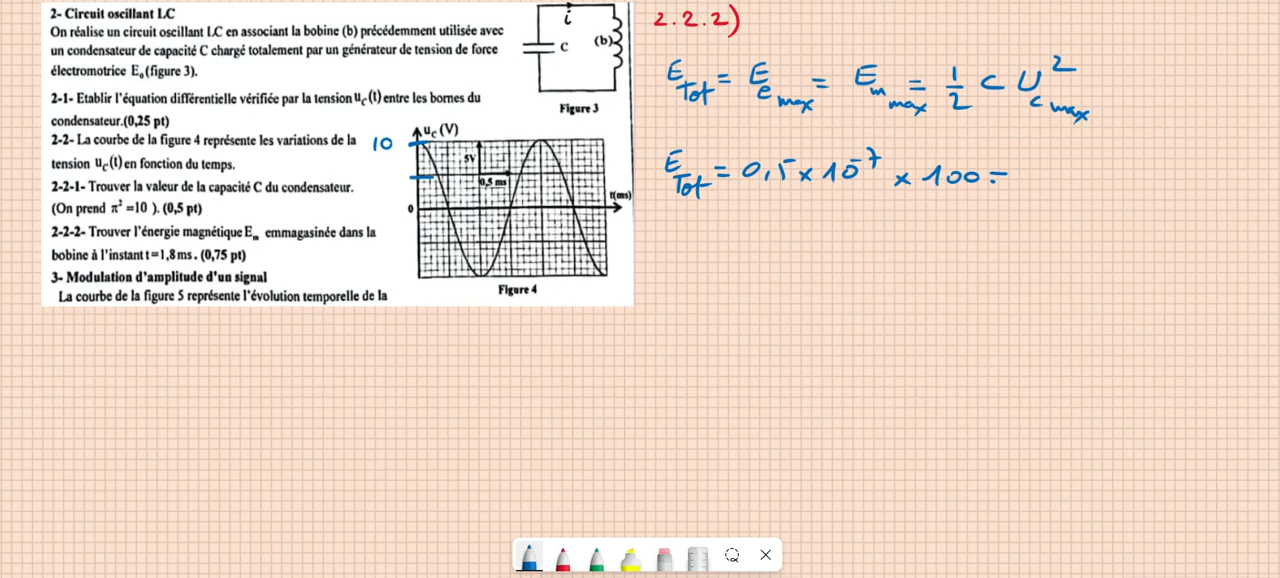 2- Circuit oscillant LC
On réalise un circuit oscillant LC en associant la bobine (b) précédemment utilisée avec
un condensateur de capacité C chargé totalement par un générateur de tension de force
électromotrice E₀ (figure 3).
2-1- Etablir l'équation différentielle vérifiée par la tension u_C(t) entre les bornes du
condensateur.(0,25 pt)
2-2- La courbe de la figure 4 représente les variations de la
tension u_C(t) en fonction du temps.
2-2-1- Trouver la valeur de la capacité C du condensateur.
(On prend π² =10 ). (0,5 pt)
2-2-2- Trouver l'énergie magnétique E_m emmagasinée dans la
bobine à l'instant t=1,8ms. (0,75 pt)
3- Modulation d'amplitude d'un signal
La courbe de la figure 5 représente l'évolution temporelle de la
i
C
(b)
Figure 3
10
u_C (V)
5V
0,5 ms
t(ms)
0
Figure 4
2.2.2)
E_Tot = E_e max = E_m max = 1/2 C U_c max²
E_Tot = 0,5 × 10⁻⁷ × 100 =